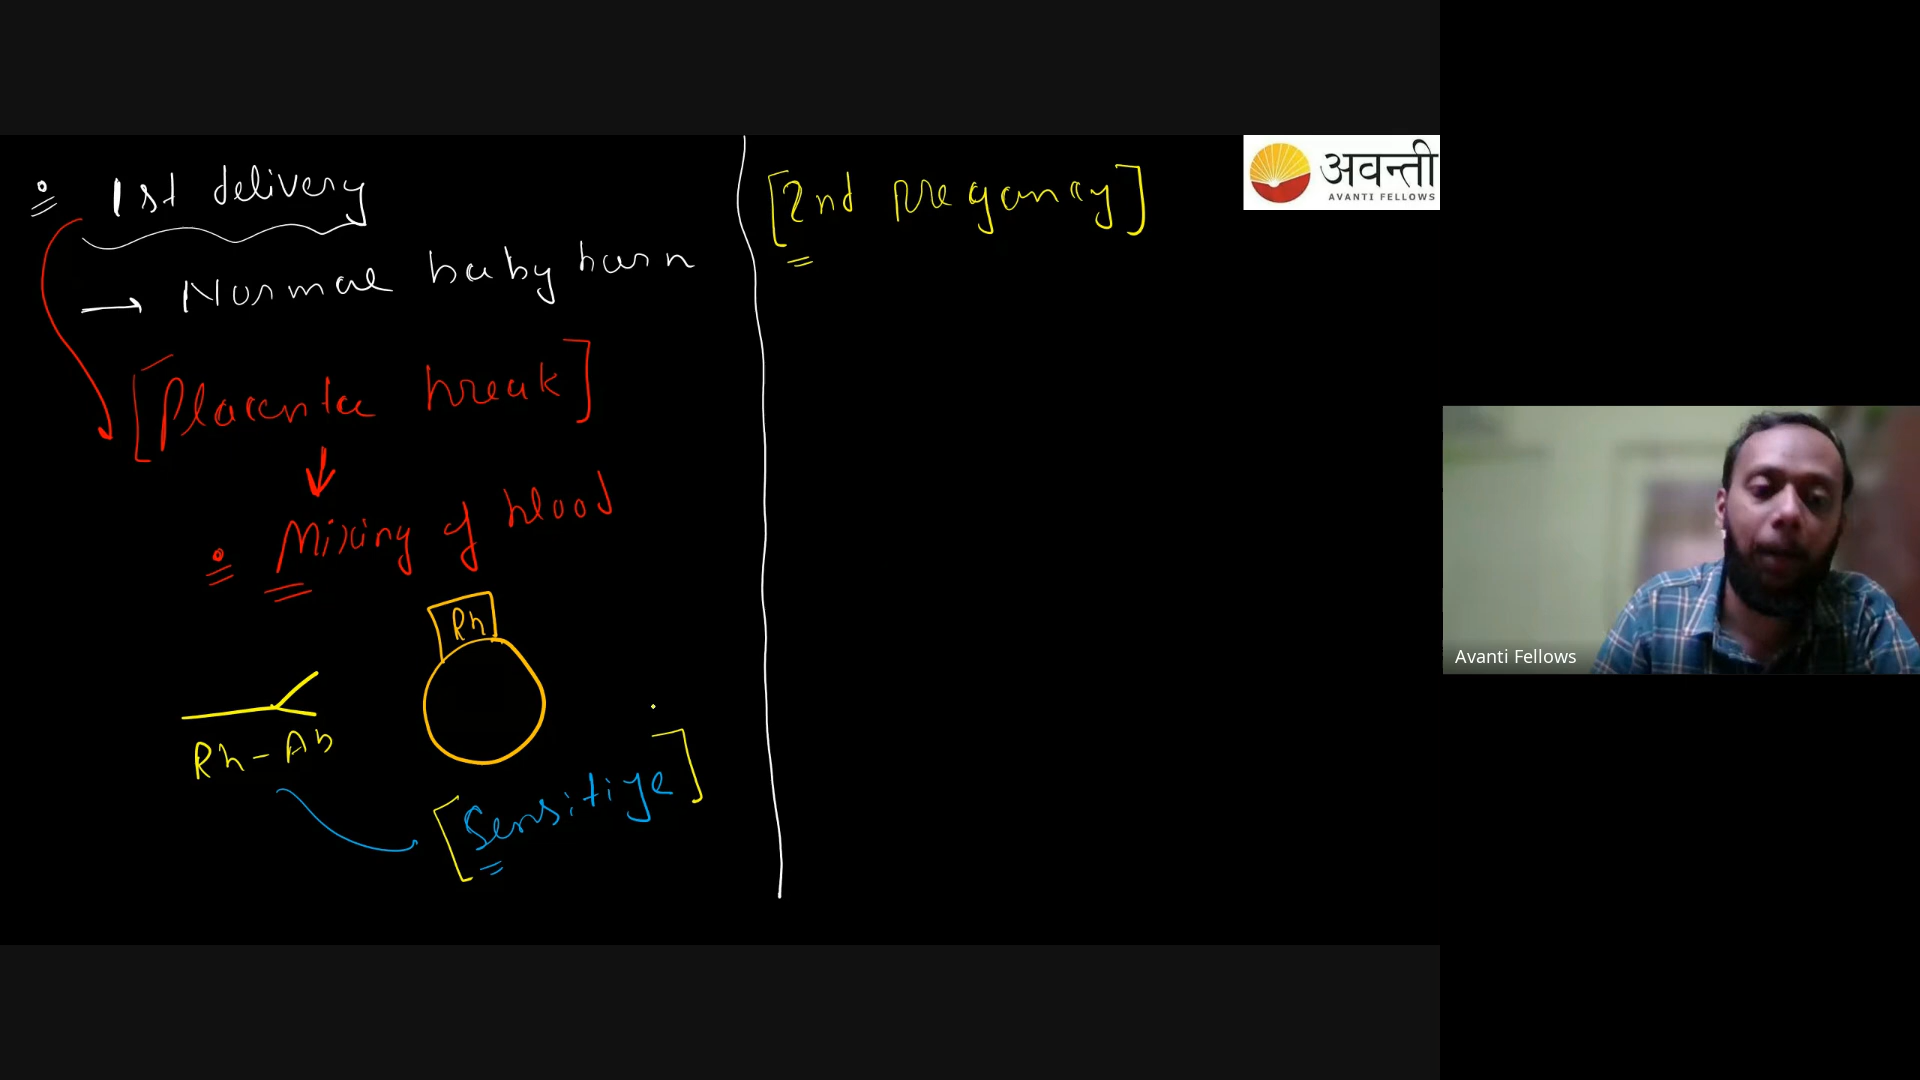 1st delivery
→ Normal baby born
[Placenta break]
↓
Mixing of blood
Rh
Rh-Ab
[Sensitize]
[2nd Pregancy]
अवन्ती
AVANTI FELLOWS
Avanti Fellows